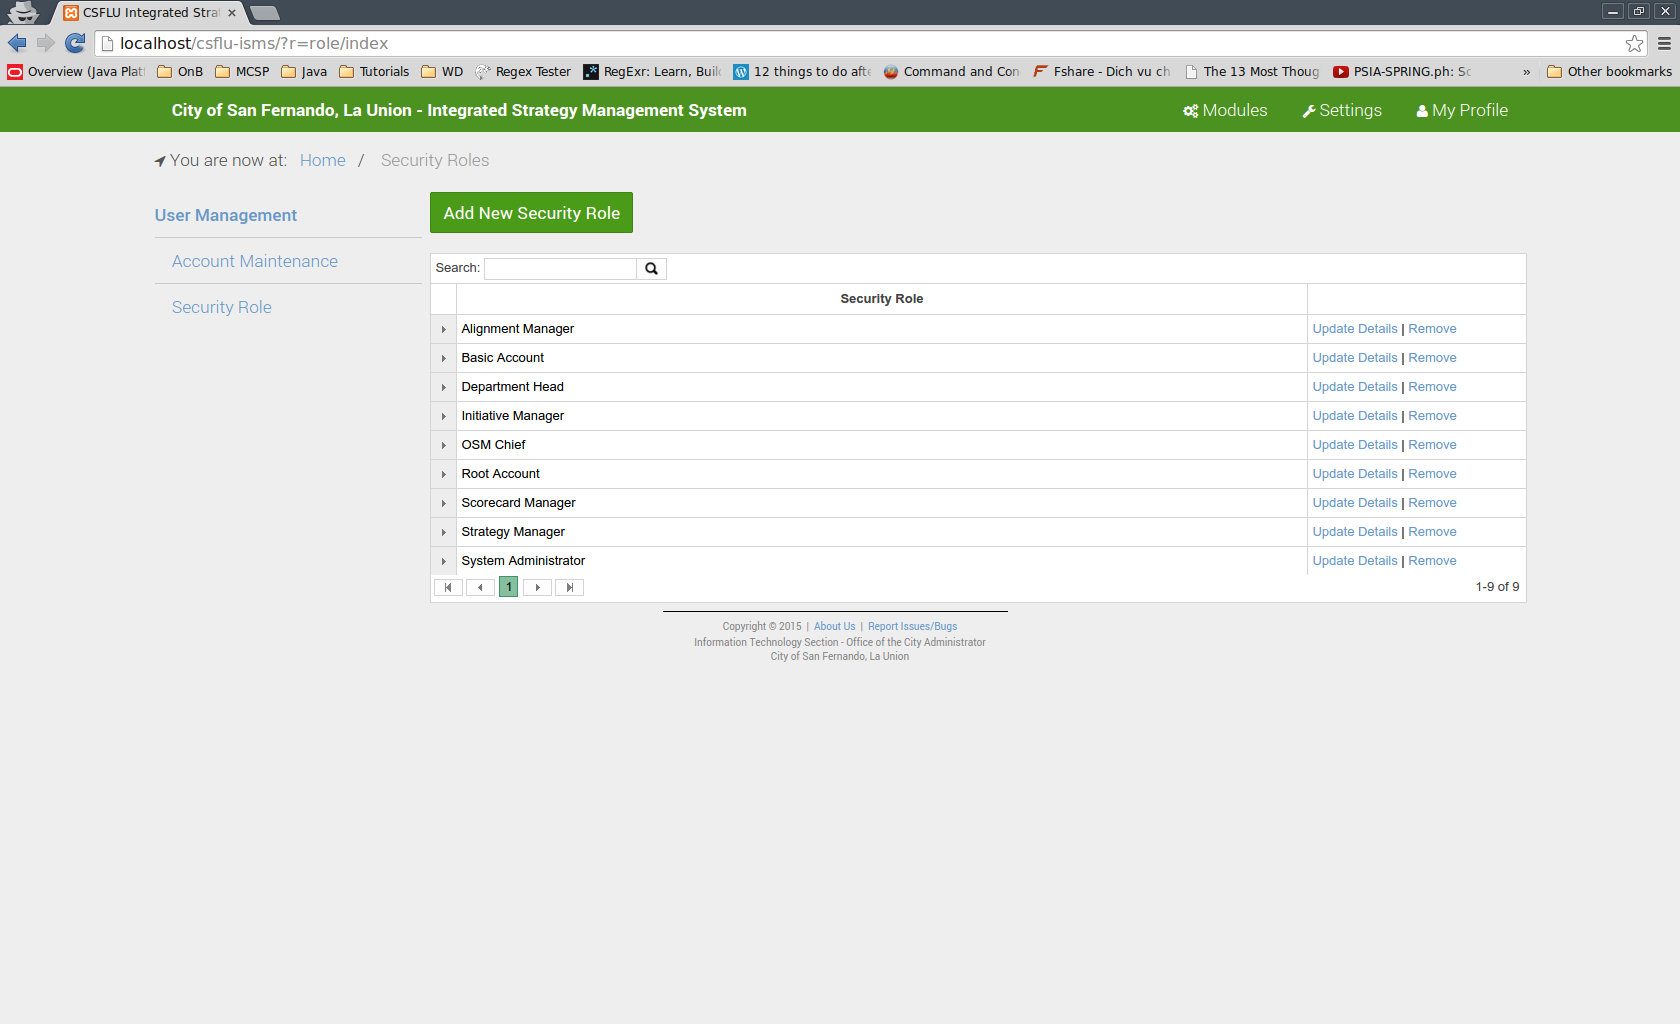 CSFLU Integrated Stra
localhost/csflu-isms/?r=role/index
Overview (Java Plat OnB MCSP Java Tutorials WD Regex Tester RegExr: Learn, Buil 12 things to do afte Command and Con Fshare - Dich vu ch The 13 Most Thoug PSIA-SPRING.ph: Sc » Other bookmarks
City of San Fernando, La Union - Integrated Strategy Management System Modules Settings My Profile
You are now at: Home / Security Roles
User Management
Account Maintenance
Security Role
Add New Security Role
Search:
Security Role
Alignment Manager Update Details | Remove
Basic Account Update Details | Remove
Department Head Update Details | Remove
Initiative Manager Update Details | Remove
OSM Chief Update Details | Remove
Root Account Update Details | Remove
Scorecard Manager Update Details | Remove
Strategy Manager Update Details | Remove
System Administrator Update Details | Remove
1 1-9 of 9
Copyright © 2015 | About Us | Report Issues/Bugs
Information Technology Section - Office of the City Administrator
City of San Fernando, La Union